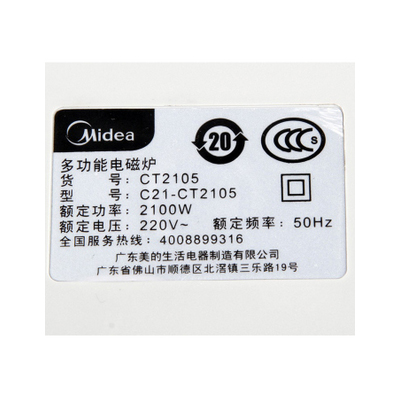 Midea
20
S
多功能电磁炉
货 号：CT2105
型 号：C21-CT2105
额定功率：2100W
额定电压：220V~ 额定频率：50Hz
全国服务热线：4008899316
广东美的生活电器制造有限公司
广东省佛山市顺德区北滘镇三乐路19号